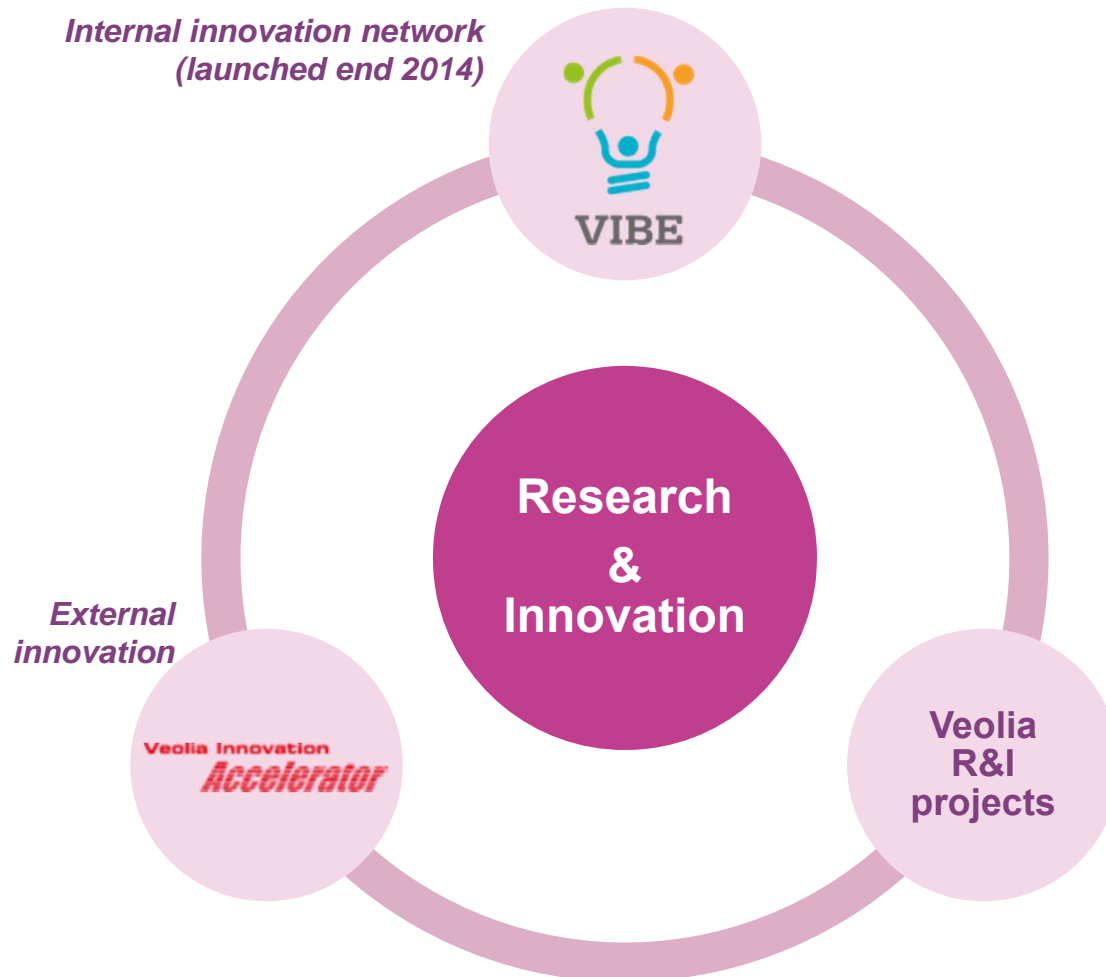 Internal innovation network
(launched end 2014)
VIBE
Research
&
Innovation
External
innovation
Veolia Innovation
Accelerator
Veolia
R&I
projects